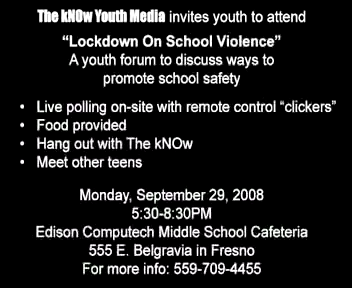 The kNOw Youth Media invites youth to attend
“Lockdown On School Violence”
A youth forum to discuss ways to
promote school safety
• Live polling on-site with remote control “clickers”
• Food provided
• Hang out with The kNOw
• Meet other teens
Monday, September 29, 2008
5:30-8:30PM
Edison Computech Middle School Cafeteria
555 E. Belgravia in Fresno
For more info: 559-709-4455